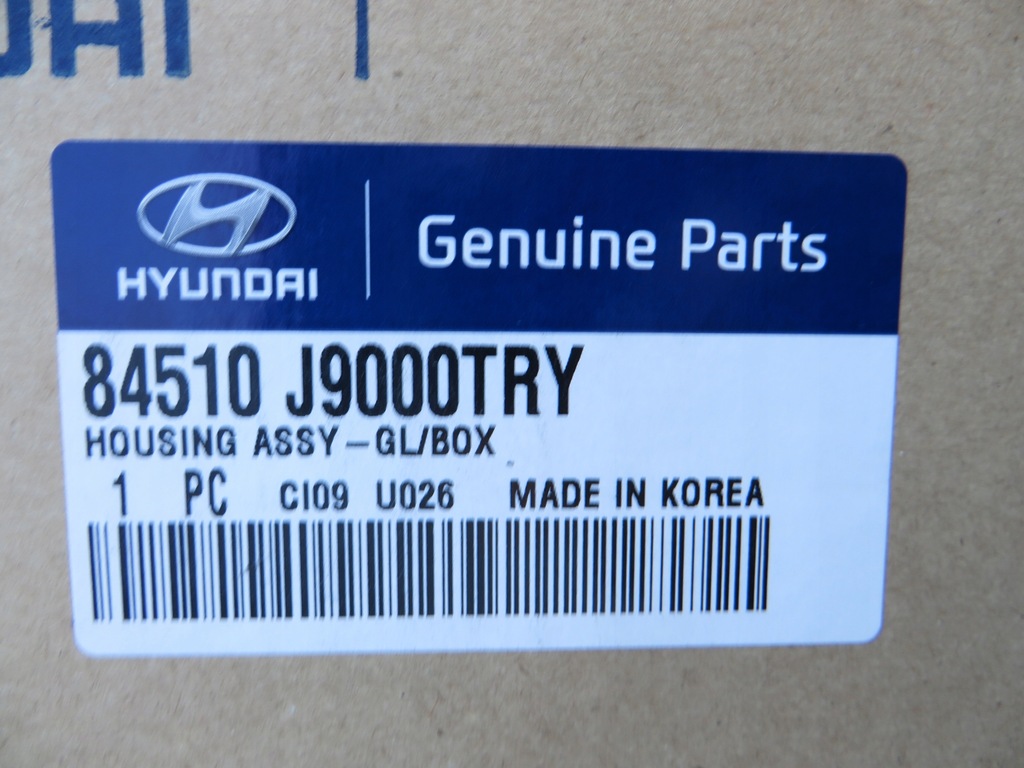 HYUNDAI
Genuine Parts
84510 J9000TRY
HOUSING ASSY-GL/BOX
1 PC CI09 U026 MADE IN KOREA